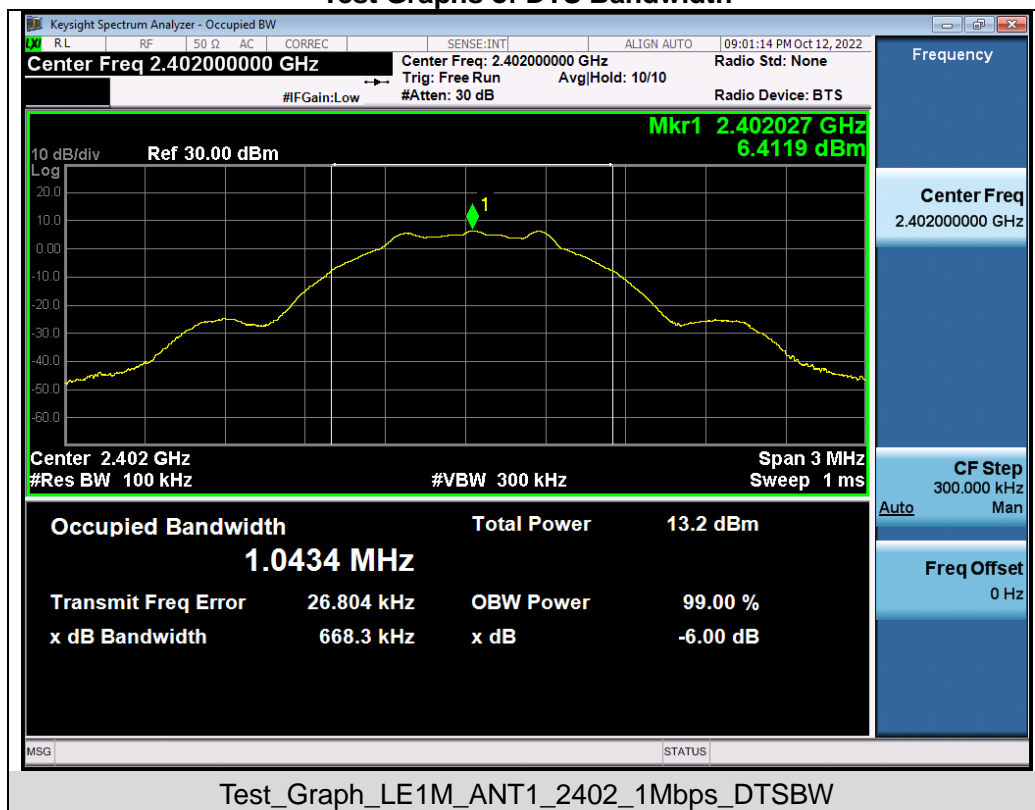 Test Graphs of DTS Bandwidth
Keysight Spectrum Analyzer - Occupied BW
LXI RL RF 50 Ω AC CORREC SENSE:INT ALIGN AUTO 09:01:14 PM Oct 12, 2022
Center Freq 2.402000000 GHz
Center Freq: 2.402000000 GHz
Radio Std: None
Trig: Free Run Avg|Hold: 10/10
#IFGain:Low #Atten: 30 dB Radio Device: BTS
Mkr1 2.402027 GHz
6.4119 dBm
10 dB/div Ref 30.00 dBm
Log
20.0
10.0
0.00
-10.0
-20.0
-30.0
-40.0
-50.0
-60.0
1
Center 2.402 GHz Span 3 MHz
#Res BW 100 kHz #VBW 300 kHz Sweep 1 ms
Occupied Bandwidth Total Power 13.2 dBm
1.0434 MHz
Transmit Freq Error 26.804 kHz OBW Power 99.00 %
x dB Bandwidth 668.3 kHz x dB -6.00 dB
Frequency
Center Freq
2.402000000 GHz
CF Step
300.000 kHz
Auto Man
Freq Offset
0 Hz
MSG STATUS
Test_Graph_LE1M_ANT1_2402_1Mbps_DTSBW